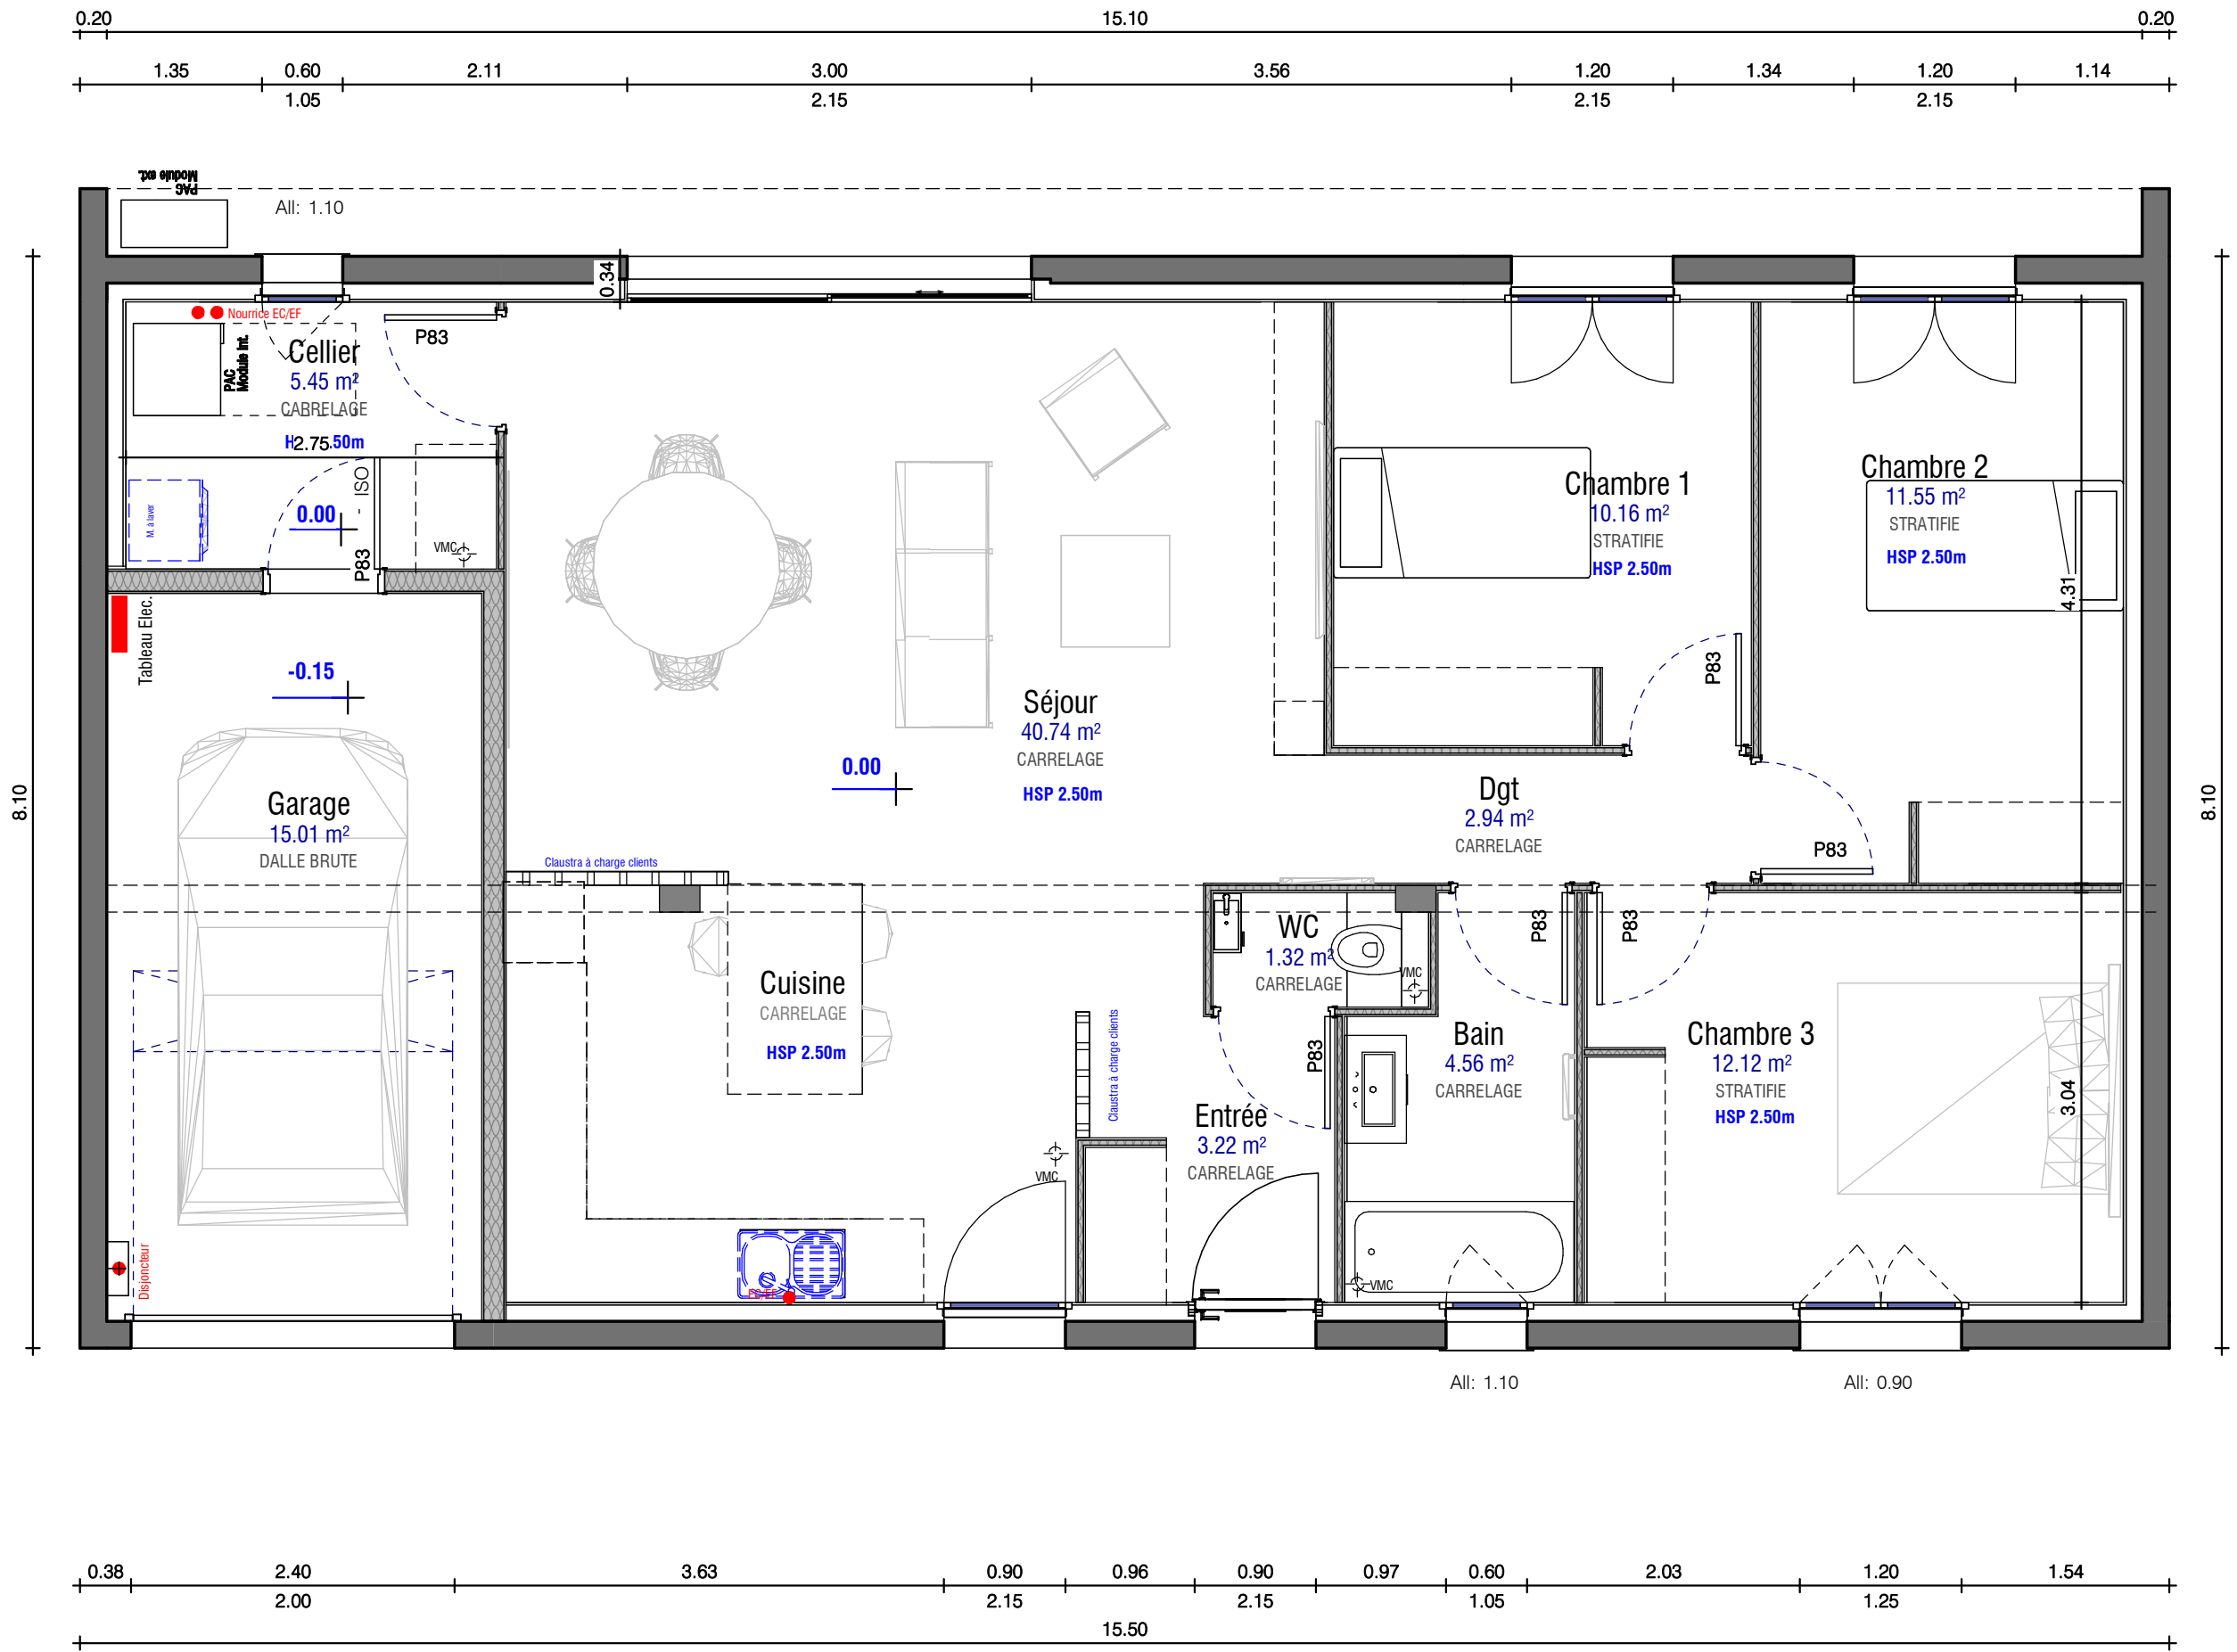 0.20 15.10 0.20
1.35 0.60 2.11 3.00 3.56 1.20 1.34 1.20 1.14
1.05 2.15 2.15 2.15
PAC
Module ext.
All: 1.10
0.34
Nourrice EC/EF
P83
PAC
Module Int.
Cellier
5.45 m²
CARRELAGE
2.75
50m
M. à laver
0.00
P83 - ISO
VMC
Tableau Elec.
-0.15
Garage
15.01 m²
DALLE BRUTE
Disjoncteur
8.10
Séjour
40.74 m²
CARRELAGE
HSP 2.50m
0.00
Claustra à charge clients
Cuisine
CARRELAGE
HSP 2.50m
EC/EF
VMC
Claustra à charge clients
Chambre 1
10.16 m²
STRATIFIE
HSP 2.50m
P83
Chambre 2
11.55 m²
STRATIFIE
HSP 2.50m
4.31
8.10
Dgt
2.94 m²
CARRELAGE
P83
WC
1.32 m²
CARRELAGE
VMC
P83
P83
P83
Entrée
3.22 m²
CARRELAGE
Bain
4.56 m²
CARRELAGE
VMC
Chambre 3
12.12 m²
STRATIFIE
HSP 2.50m
3.04
All: 1.10
All: 0.90
0.38 2.40 3.63 0.90 0.96 0.90 0.97 0.60 2.03 1.20 1.54
2.00 2.15 2.15 1.05 1.25
15.50